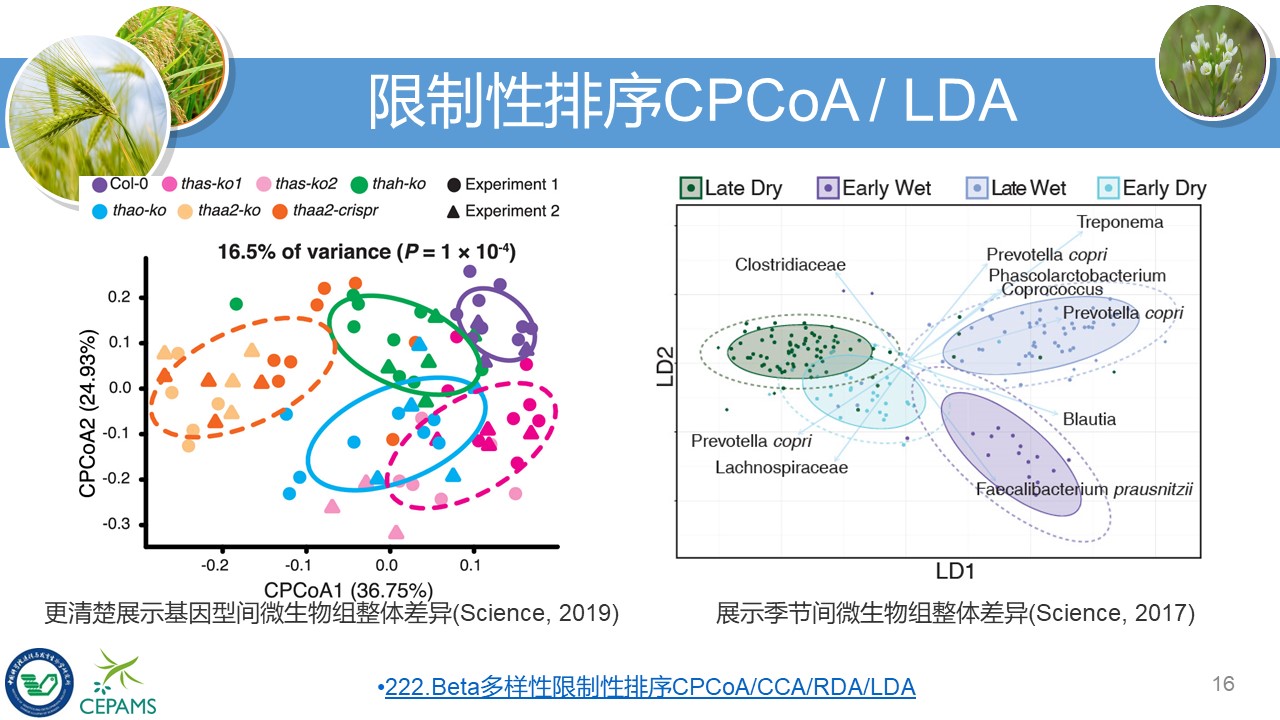 限制性排序CPCoA / LDA
Col-0 thas-ko1 thas-ko2 thah-ko Experiment 1
thao-ko thaa2-ko thaa2-crispr Experiment 2
16.5% of variance (P = 1 × 10-4)
0.2
0.1
0.0
-0.1
-0.2
-0.3
CPCoA2 (24.93%)
-0.2 -0.1 0.0 0.1
CPCoA1 (36.75%)
更清楚展示基因型间微生物组整体差异(Science, 2019)
Late Dry Early Wet Late Wet Early Dry
Treponema
Prevotella copri
Clostridiaceae
Phascolarctobacterium
Coprococcus
Prevotella copri
LD2
Blautia
Prevotella copri
Lachnospiraceae
Faecalibacterium prausnitzii
LD1
展示季节间微生物组整体差异(Science, 2017)
CEPAMS
•222.Beta多样性限制性排序CPCoA/CCA/RDA/LDA
16